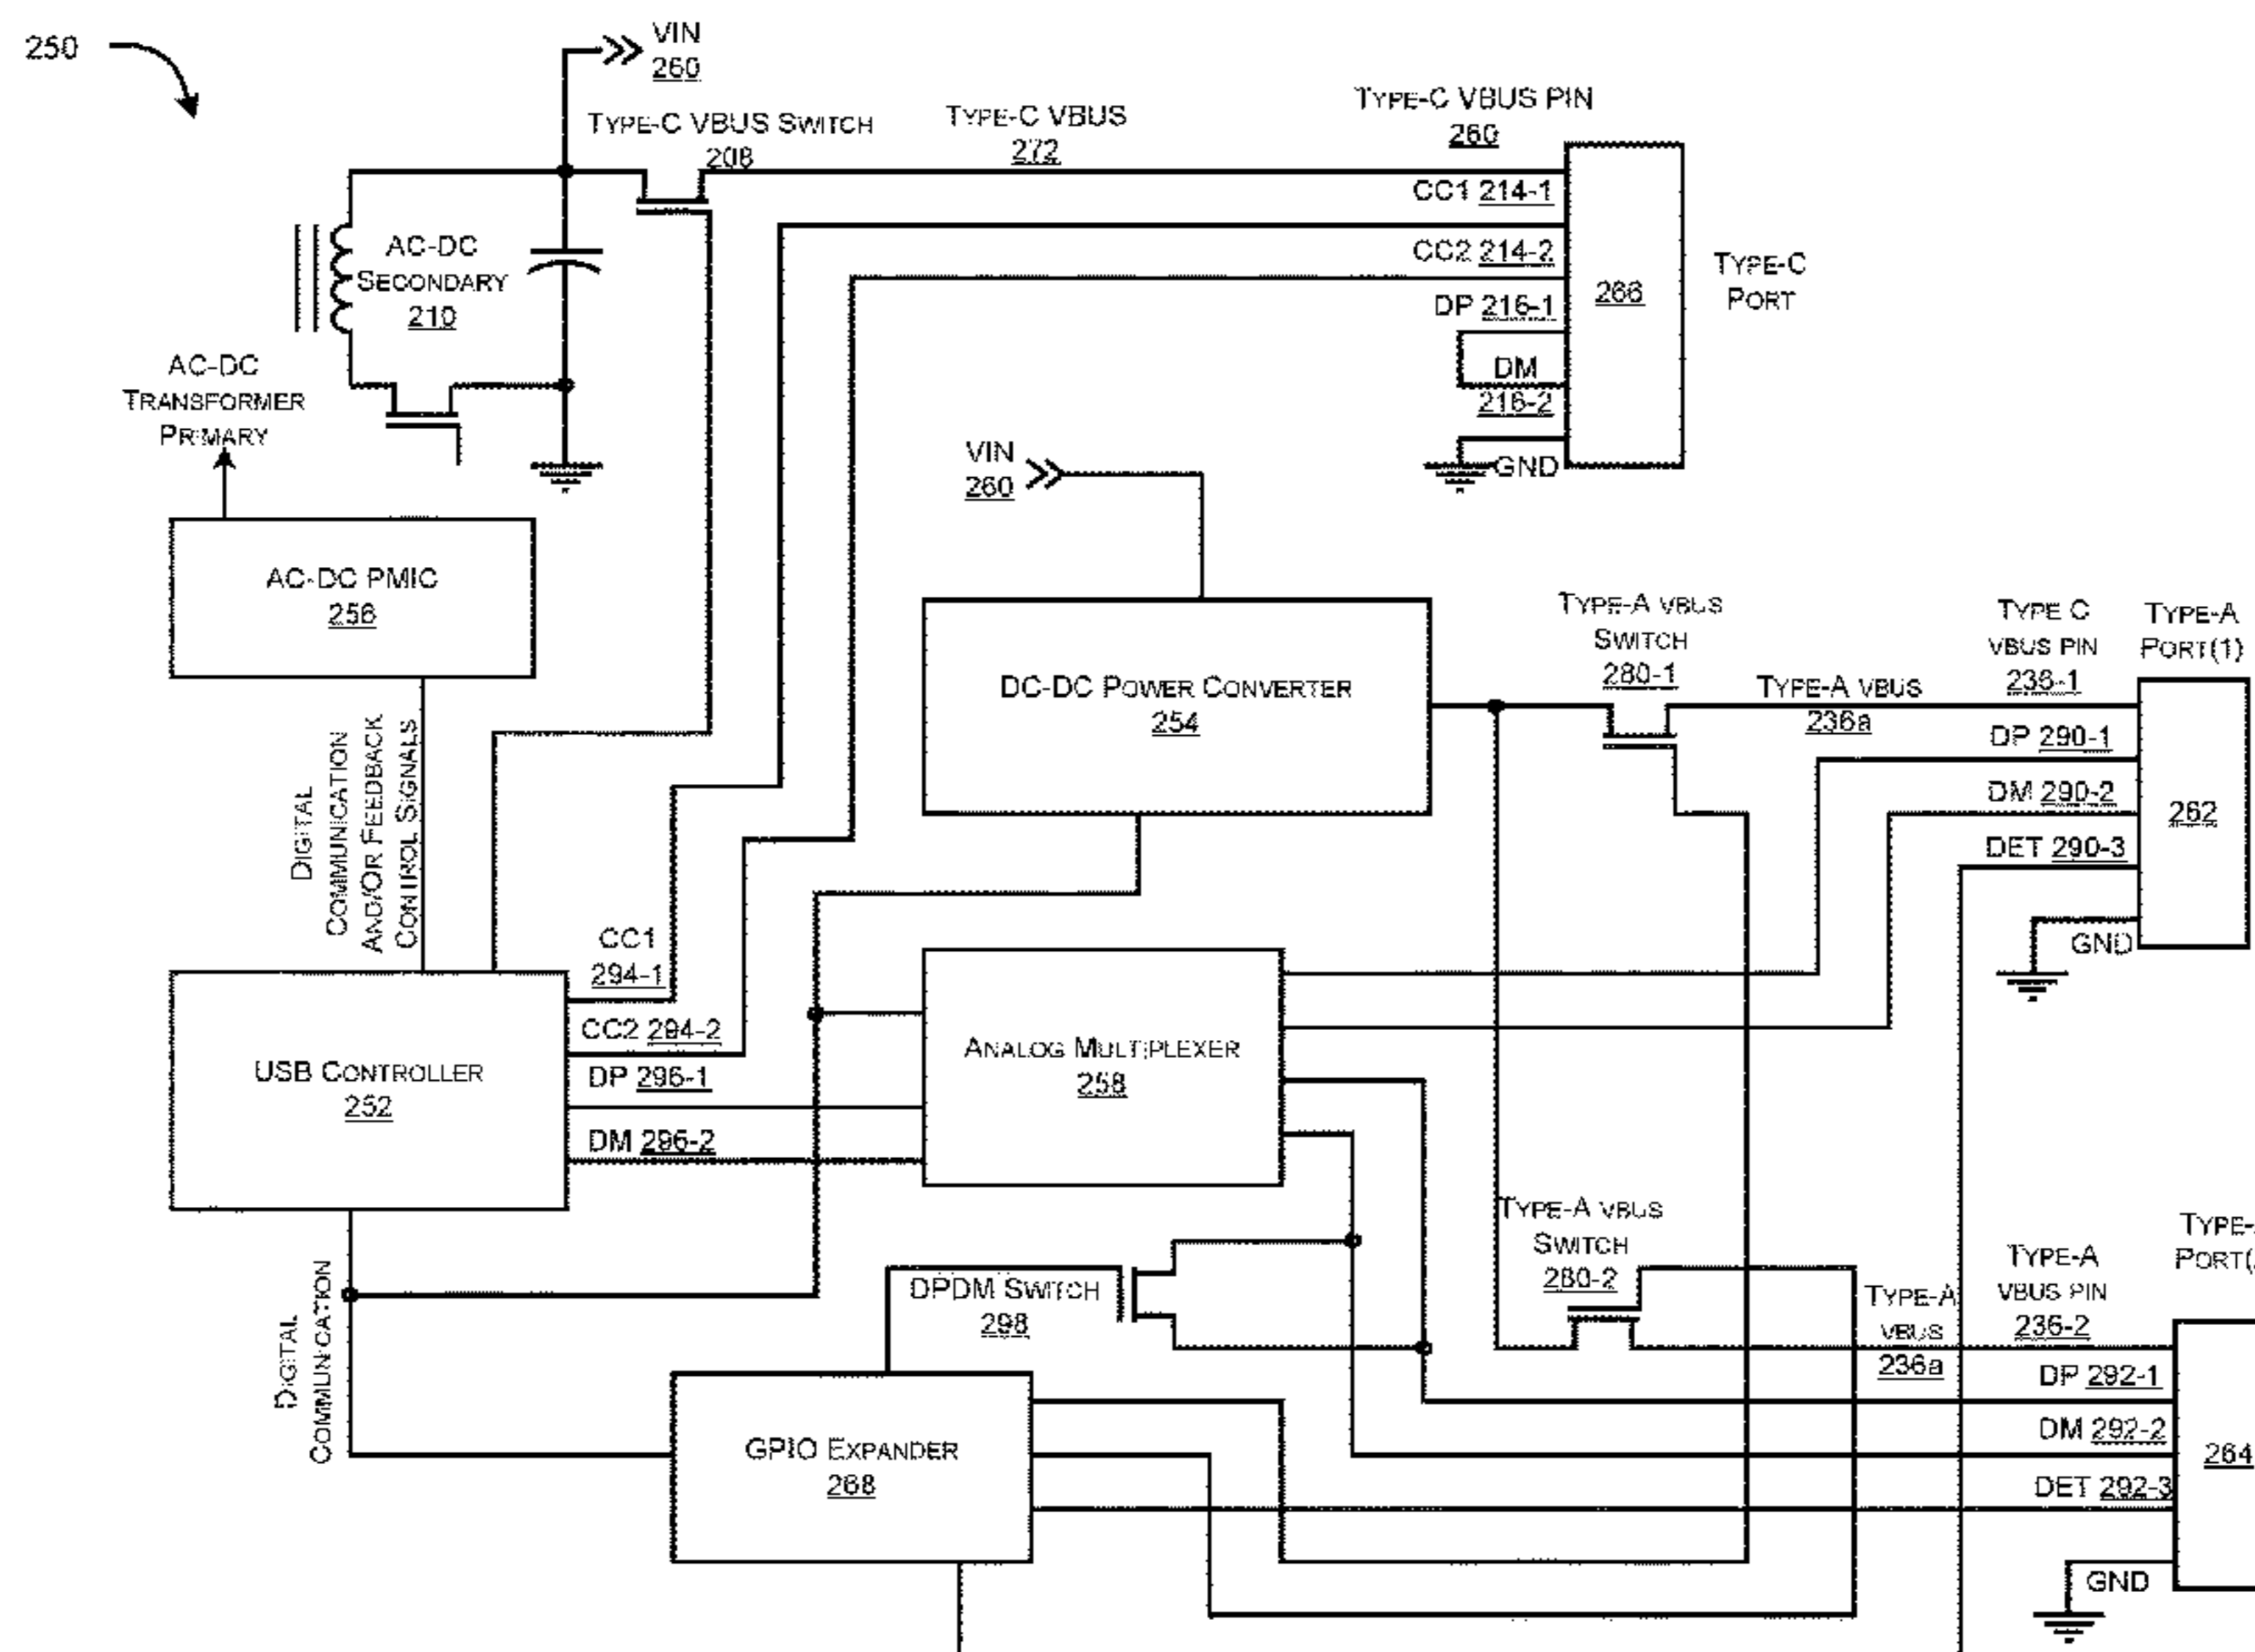 250
VIN
260
TYPE-C VBUS SWITCH
208
TYPE-C VBUS
272
TYPE-C VBUS PIN
260
CC1 214-1
CC2 214-2
DP 216-1
DM
216-2
GND
266
TYPE-C
PORT
AC-DC
SECONDARY
210
AC-DC
TRANSFORMER
PRIMARY
VIN
260
AC-DC PMIC
256
DIGITAL
COMMUNICATION
AND/OR FEEDBACK
CONTROL SIGNALS
DC-DC POWER CONVERTER
254
TYPE-A VBUS
SWITCH
280-1
TYPE-A VBUS
236a
TYPE C
VBUS PIN
236-1
TYPE-A
PORT(1)
DP 290-1
DM 290-2
DET 290-3
GND
262
CC1
294-1
CC2 294-2
DP 296-1
DM 296-2
USB CONTROLLER
252
ANALOG MULTIPLEXER
258
DIGITAL
COMMUNICATION
DPDM SWITCH
298
TYPE-A VBUS
SWITCH
280-2
TYPE-A
VBUS
236a
TYPE-A
VBUS PIN
236-2
TYPE-
PORT(
DP 292-1
DM 292-2
DET 292-3
GND
264
GPIO EXPANDER
268